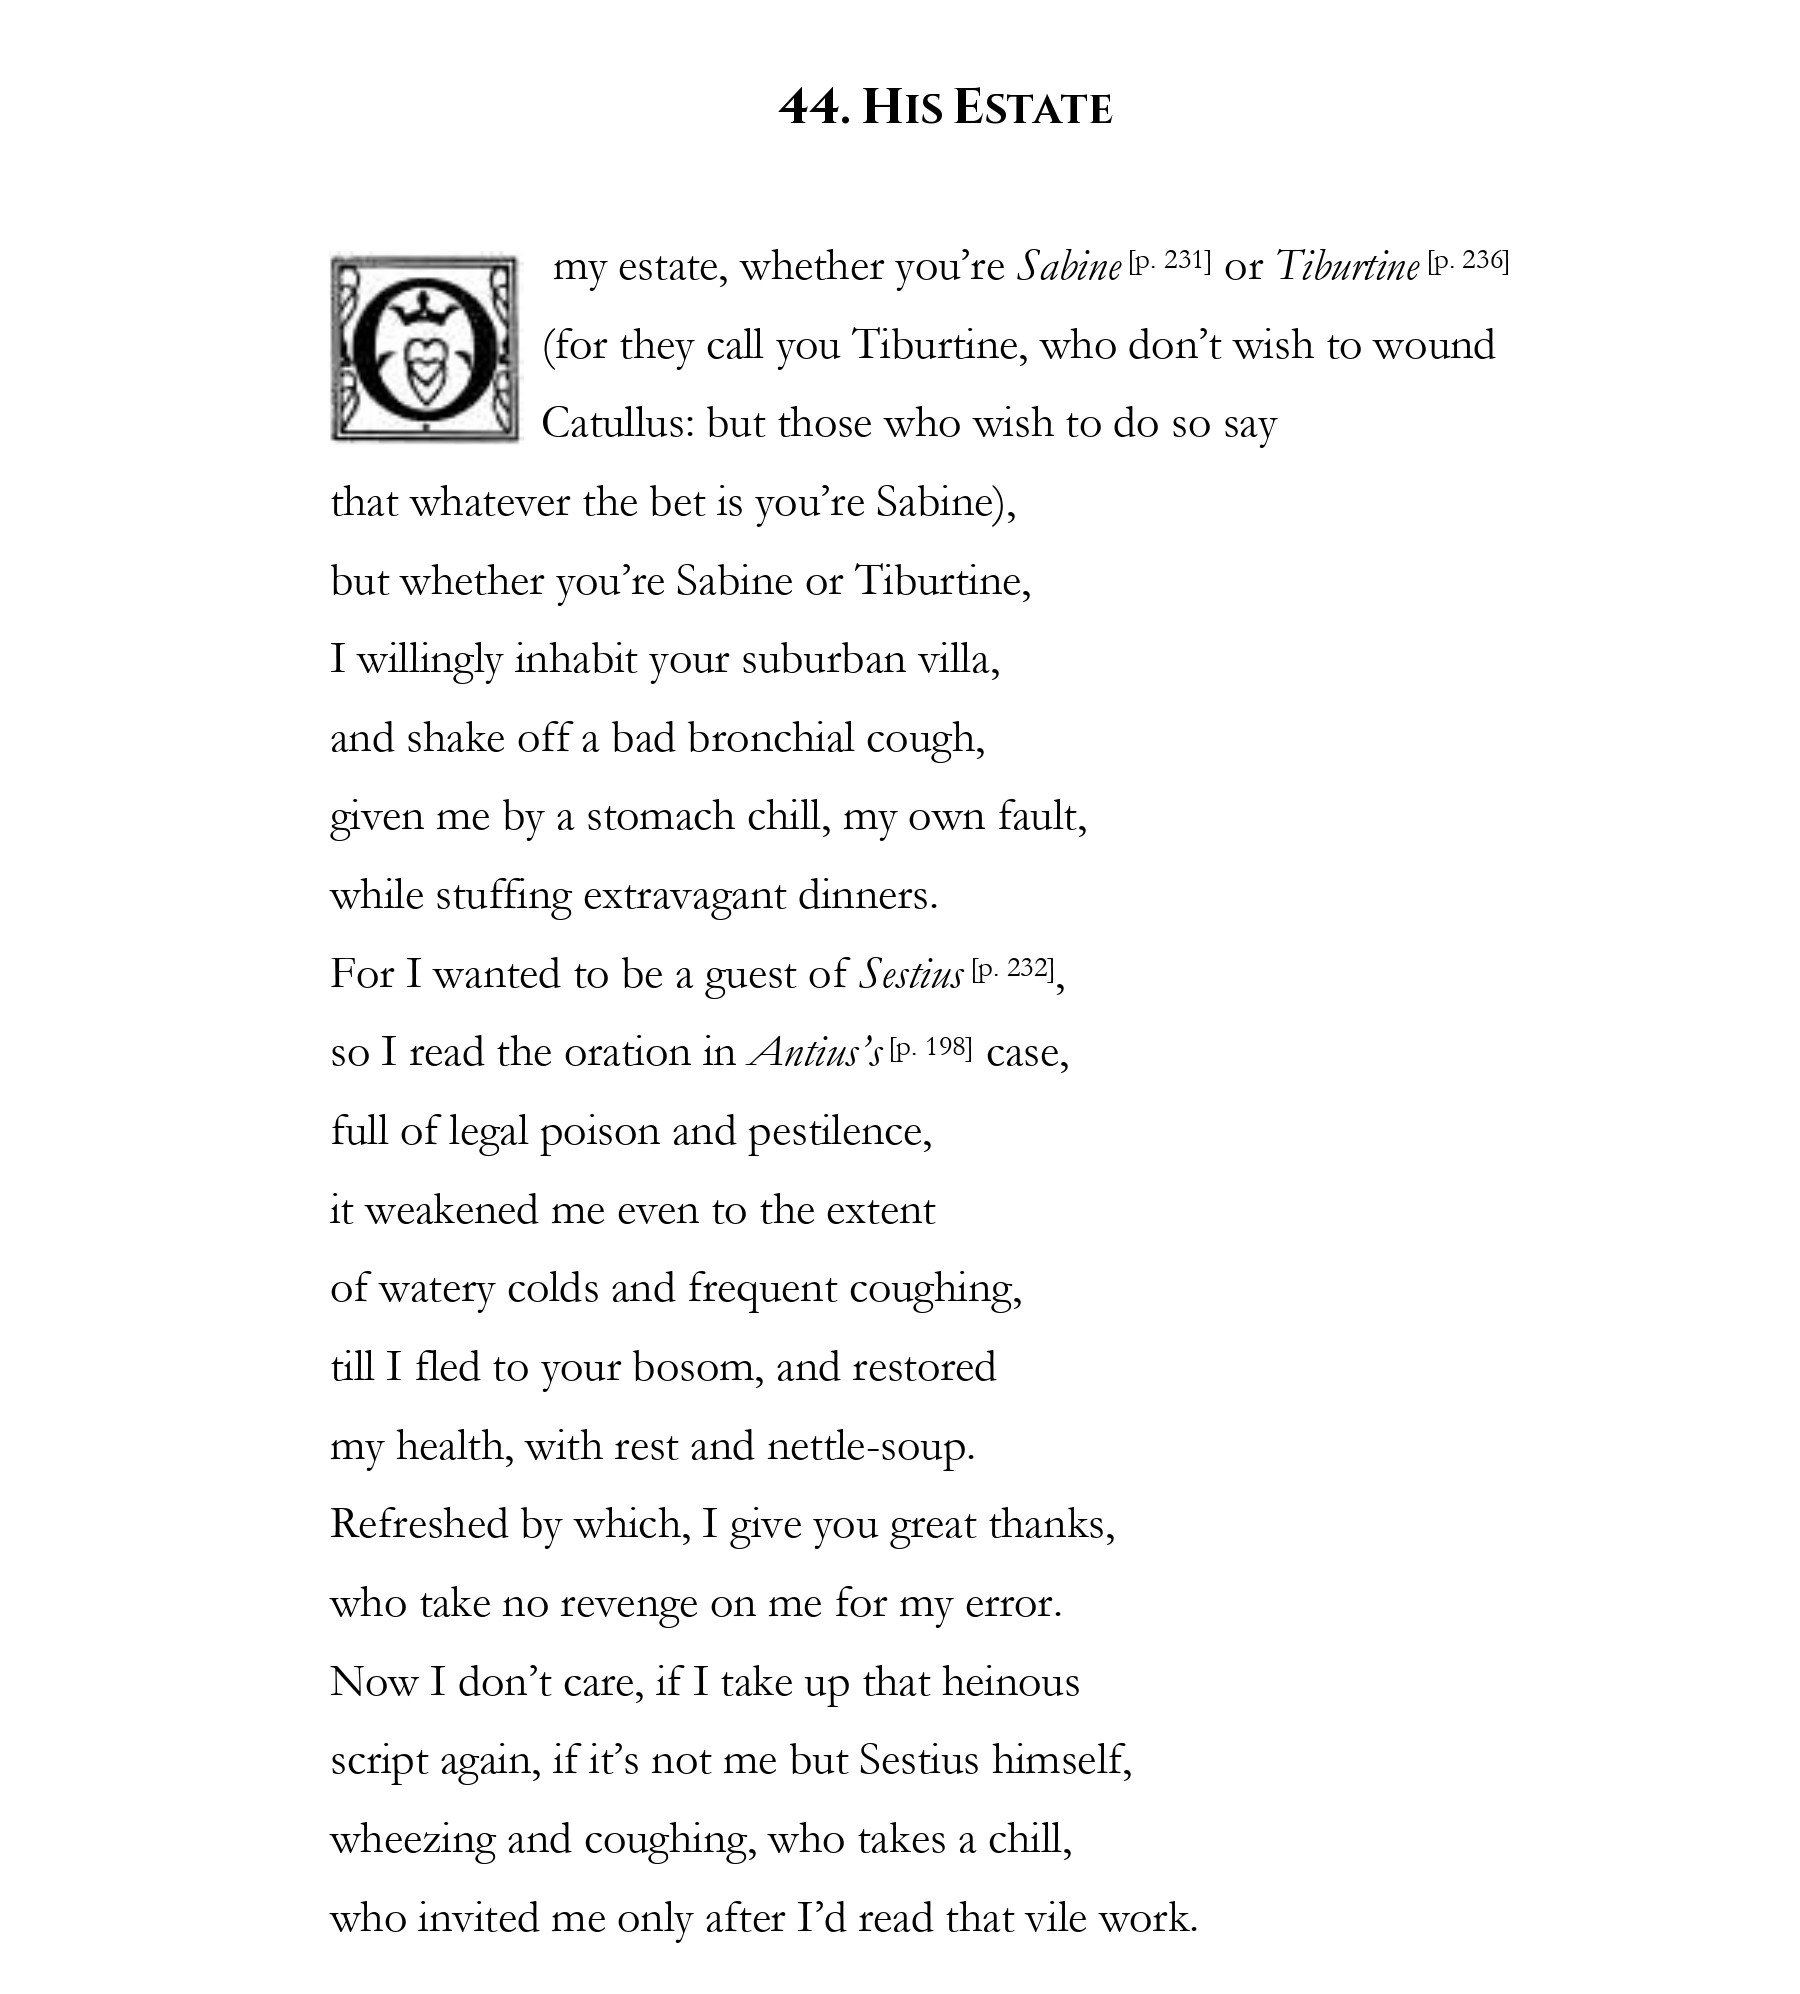 44. His Estate
O my estate, whether you’re Sabine [p. 231] or Tiburtine [p. 236]
(for they call you Tiburtine, who don’t wish to wound
Catullus: but those who wish to do so say
that whatever the bet is you’re Sabine),
but whether you’re Sabine or Tiburtine,
I willingly inhabit your suburban villa,
and shake off a bad bronchial cough,
given me by a stomach chill, my own fault,
while stuffing extravagant dinners.
For I wanted to be a guest of Sestius [p. 232],
so I read the oration in Antius’s [p. 198] case,
full of legal poison and pestilence,
it weakened me even to the extent
of watery colds and frequent coughing,
till I fled to your bosom, and restored
my health, with rest and nettle-soup.
Refreshed by which, I give you great thanks,
who take no revenge on me for my error.
Now I don’t care, if I take up that heinous
script again, if it’s not me but Sestius himself,
wheezing and coughing, who takes a chill,
who invited me only after I’d read that vile work.